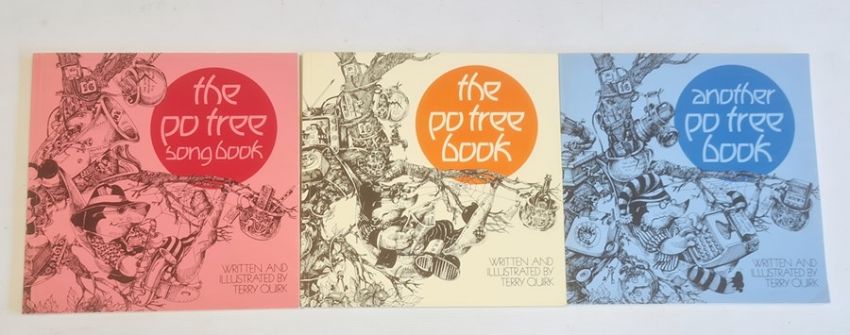 the
po tree
song book
WRITTEN AND
ILLUSTRATED BY
TERRY QUIRK
the
po tree
book
WRITTEN AND
ILLUSTRATED BY
TERRY QUIRK
another
po tree
book
WRITTEN AND
ILLUSTRATED BY
TERRY QUIRK